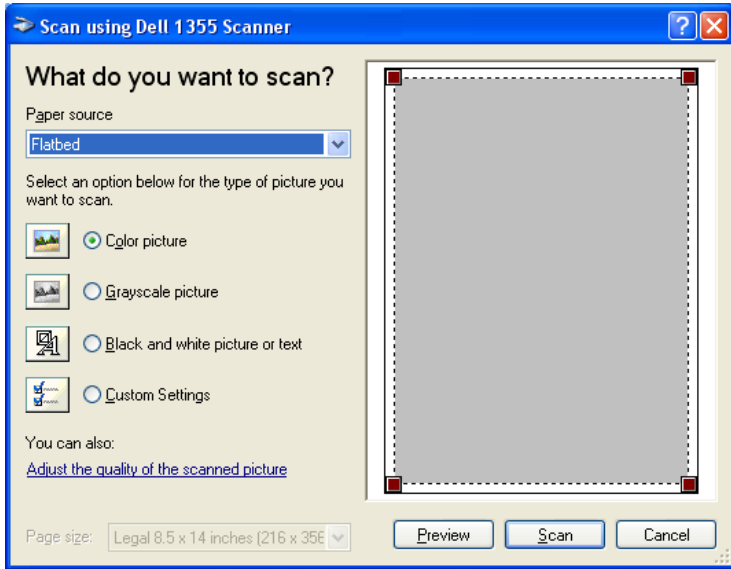 Scan using Dell 1355 Scanner
What do you want to scan?
Paper source
Flatbed
Select an option below for the type of picture you
want to scan.
Color picture
Grayscale picture
Black and white picture or text
Custom Settings
You can also:
Adjust the quality of the scanned picture
Page size: Legal 8.5 x 14 inches (216 x 356
Preview Scan Cancel